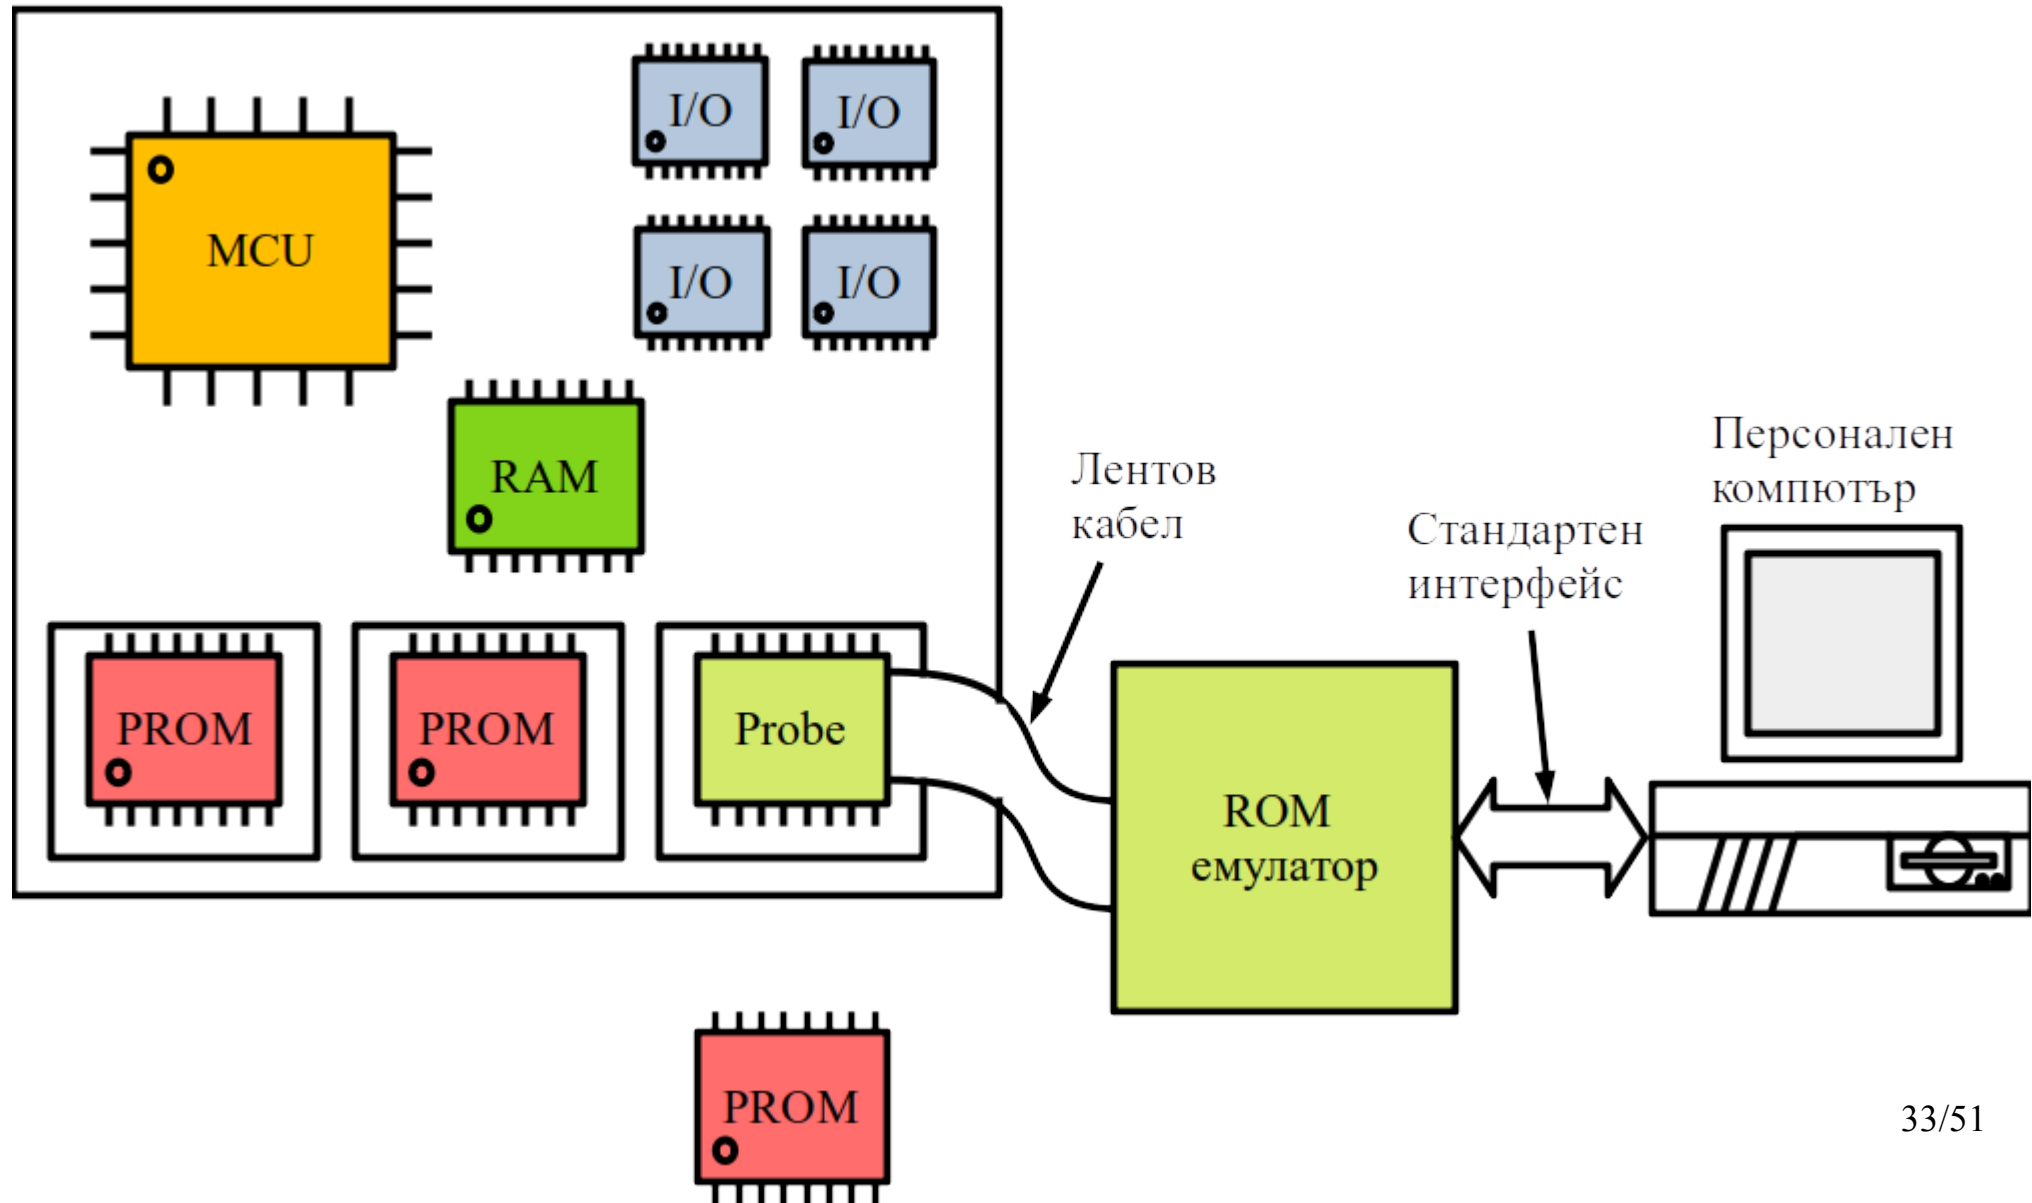 I/O
I/O
MCU
I/O
I/O
RAM
Лентов
кабел
Стандартен
интерфейс
Персонален
компютър
PROM
PROM
Probe
ROM
емулатор
PROM
33/51